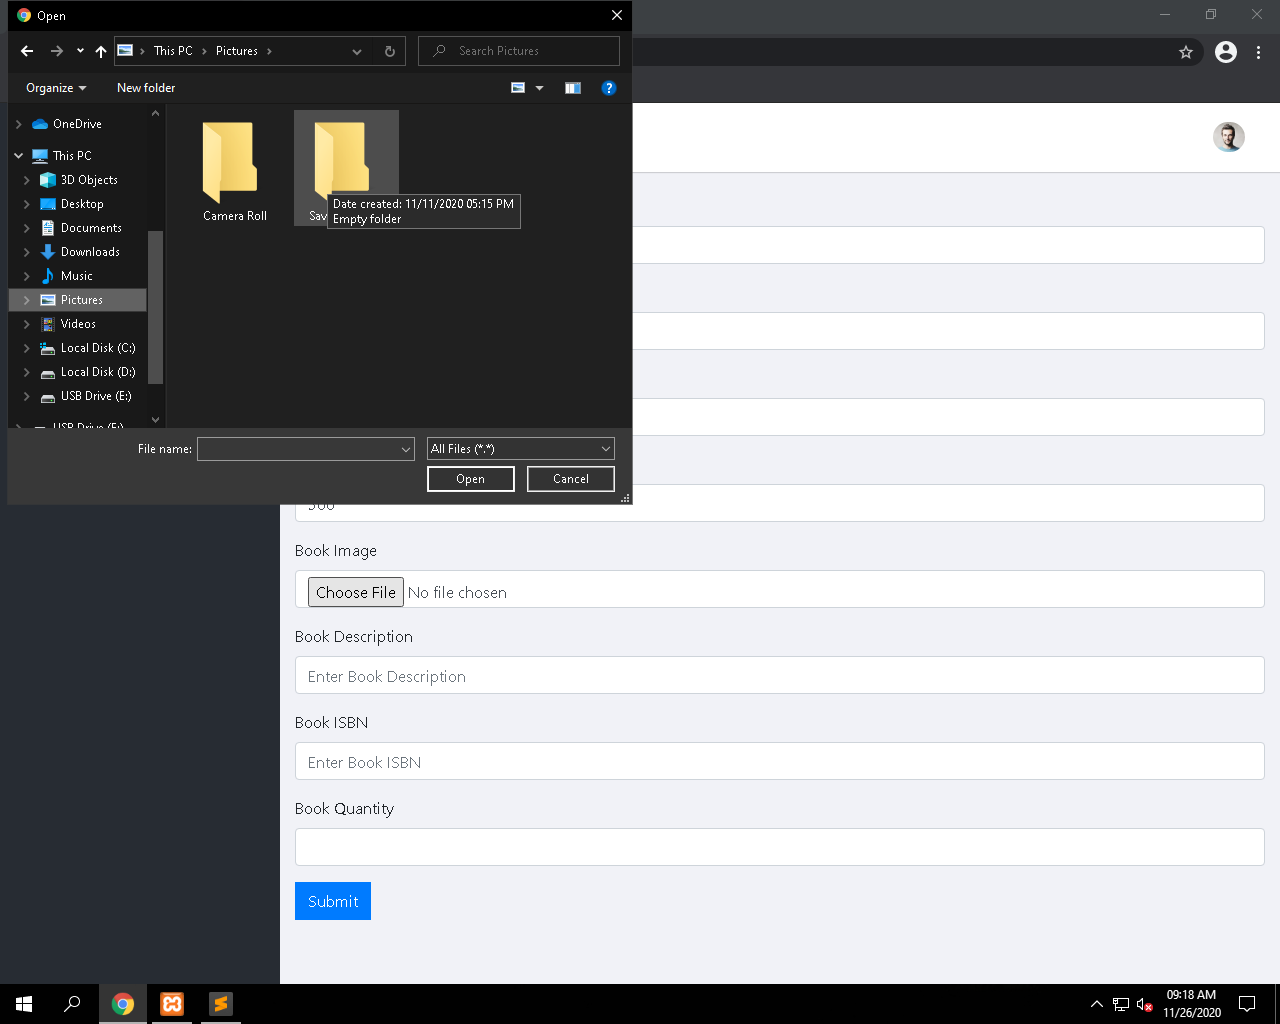 Open
This PC
Pictures
Search Pictures
Organize
New folder
OneDrive
This PC
3D Objects
Desktop
Documents
Downloads
Music
Pictures
Videos
Local Disk (C:)
Local Disk (D:)
USB Drive (E:)
Camera Roll
Date created: 11/11/2020 05:15 PM
Empty folder
File name:
All Files (*.*)
Open
Cancel
Book Image
Choose File No file chosen
Book Description
Enter Book Description
Book ISBN
Enter Book ISBN
Book Quantity
Submit
09:18 AM
11/26/2020